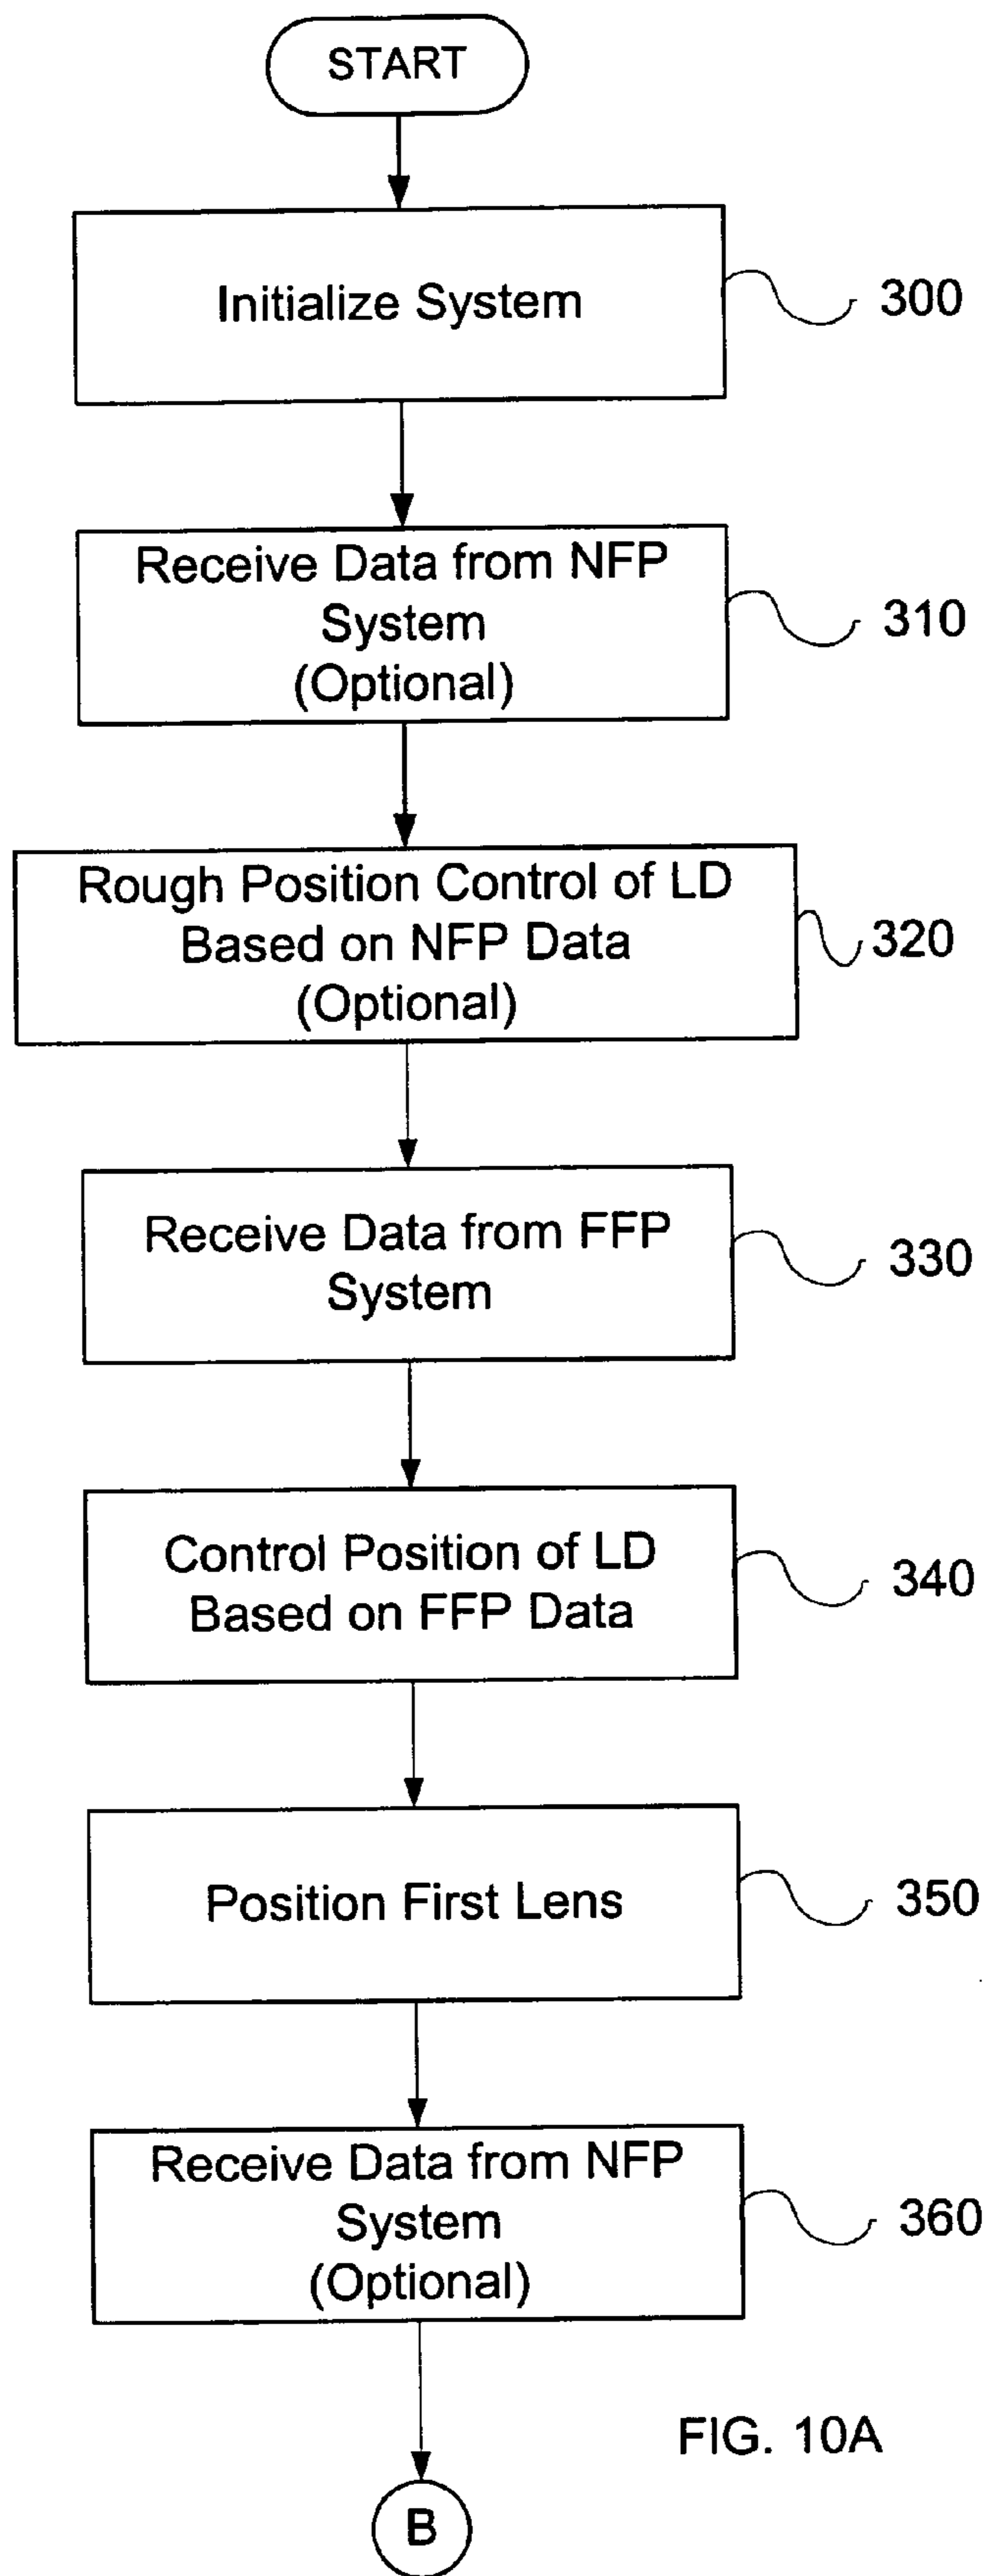 START
Initialize System
300
Receive Data from NFP
System
(Optional)
310
Rough Position Control of LD
Based on NFP Data
(Optional)
320
Receive Data from FFP
System
330
Control Position of LD
Based on FFP Data
340
Position First Lens
350
Receive Data from NFP
System
(Optional)
360
FIG. 10A
B